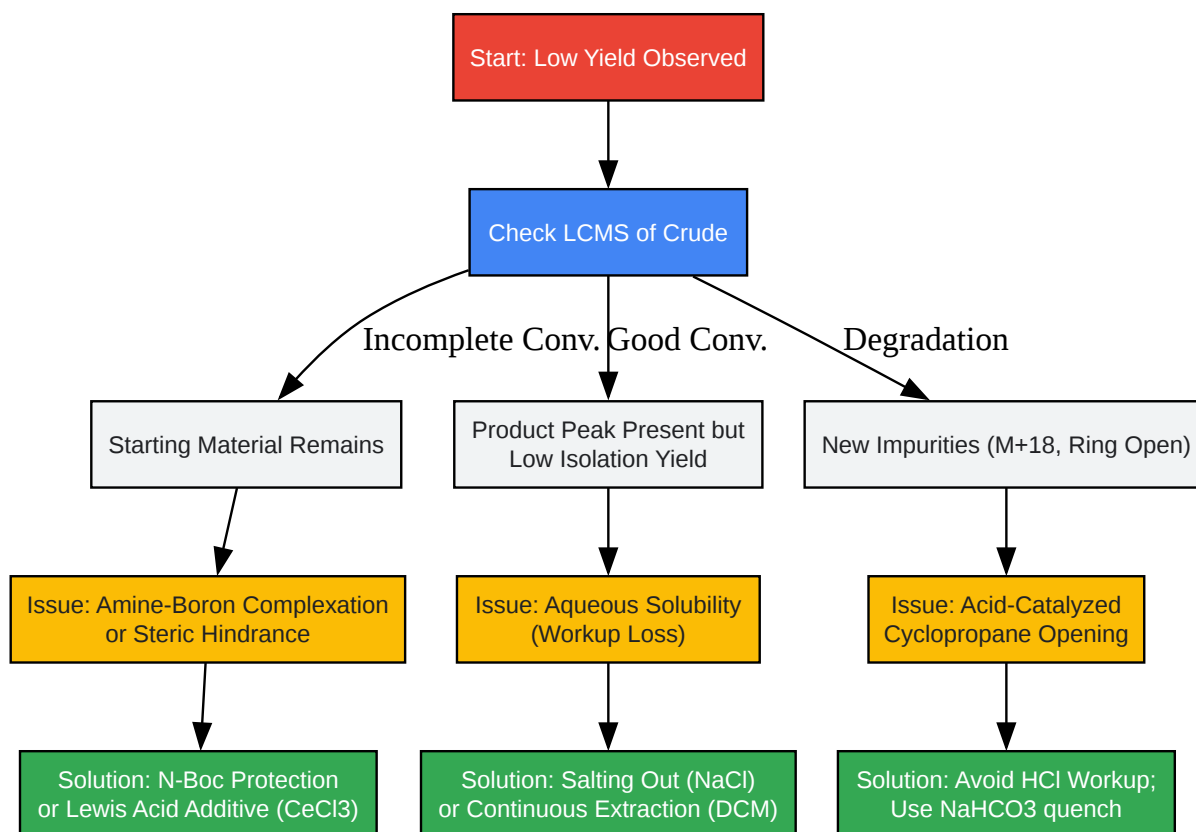 Start: Low Yield Observed
Check LCMS of Crude
Incomplete Conv.
Good Conv.
Degradation
Starting Material Remains
Product Peak Present but
Low Isolation Yield
New Impurities (M+18, Ring Open)
Issue: Amine-Boron Complexation
or Steric Hindrance
Issue: Aqueous Solubility
(Workup Loss)
Issue: Acid-Catalyzed
Cyclopropane Opening
Solution: N-Boc Protection
or Lewis Acid Additive (CeCl3)
Solution: Salting Out (NaCl)
or Continuous Extraction (DCM)
Solution: Avoid HCl Workup;
Use NaHCO3 quench